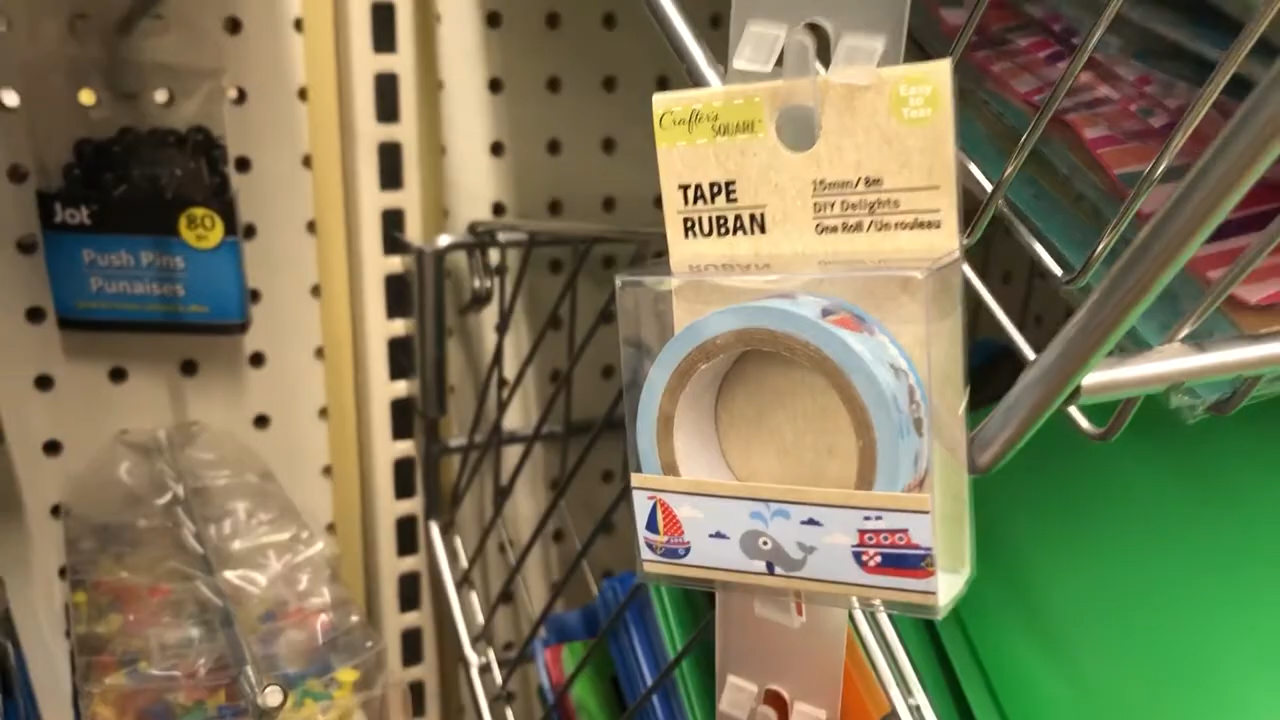 Jot
80
Push Pins
Punaises
Crafter's
SQUARE
Easy
to
Tear
TAPE
RUBAN
15mm/8m
DIY Delights
One Roll / Un rouleau